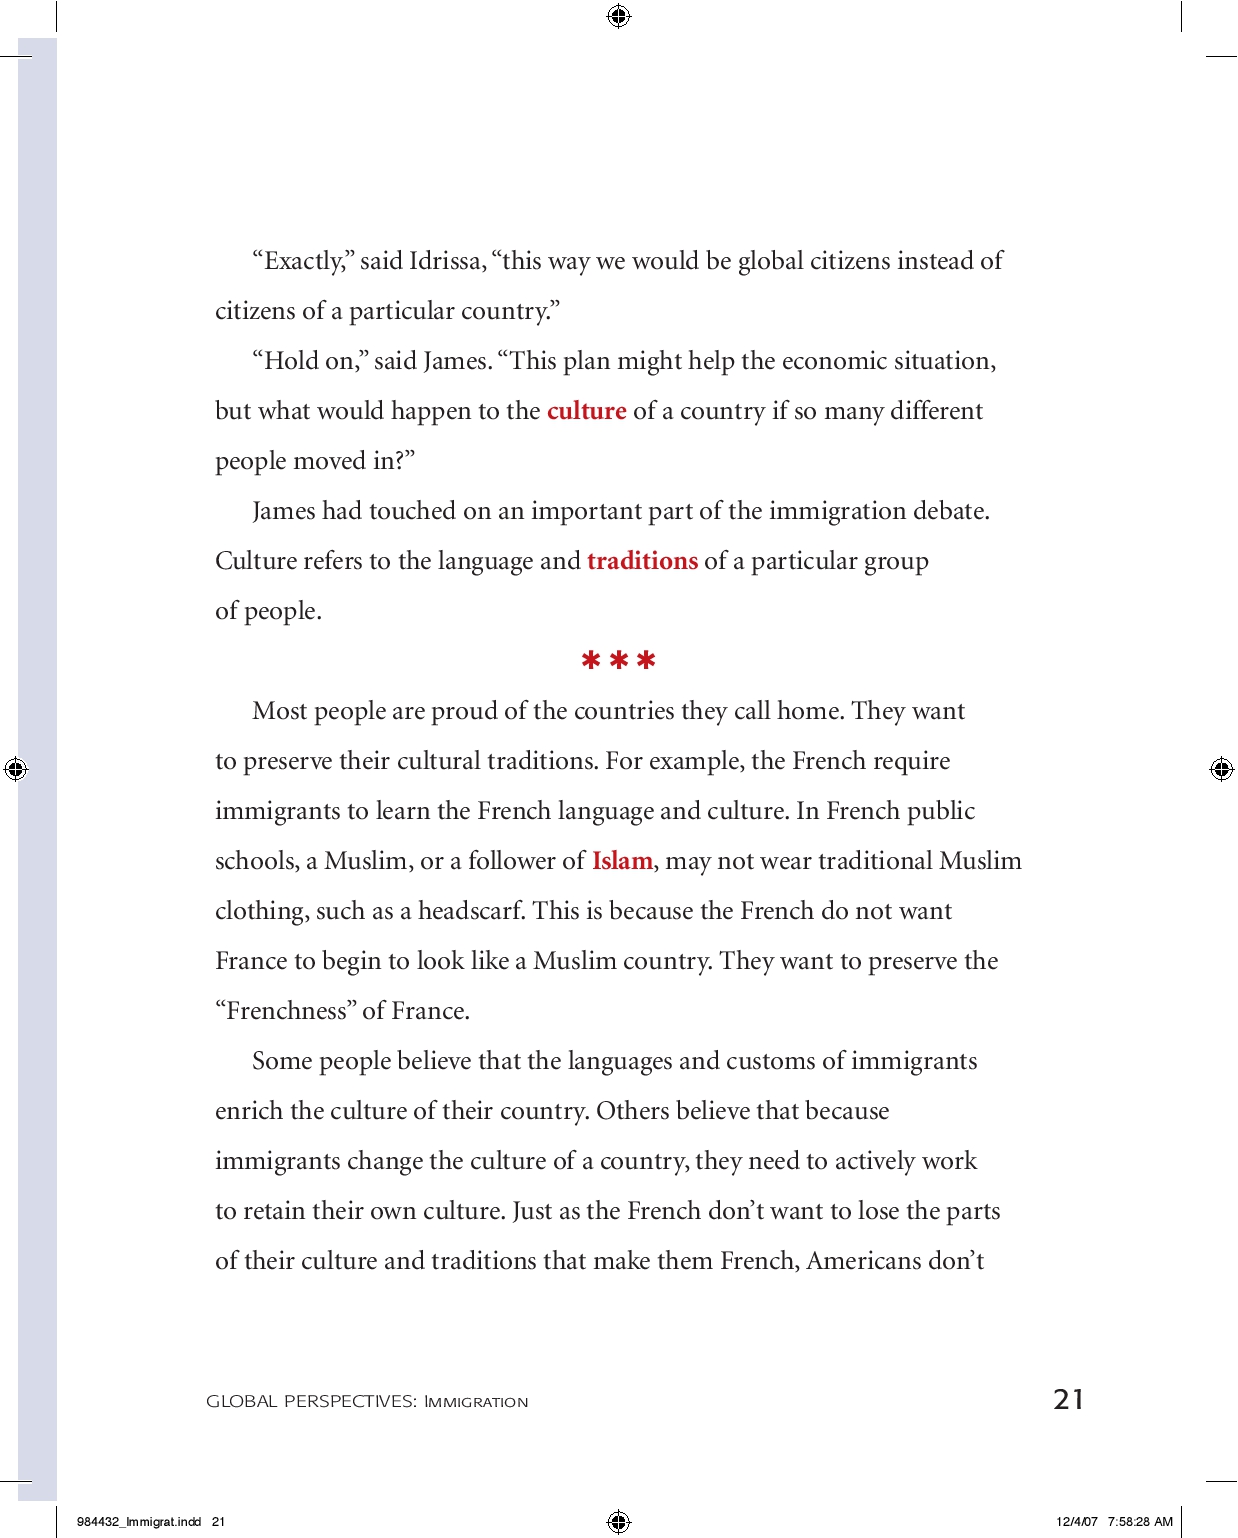 “Exactly,” said Idrissa, “this way we would be global citizens instead of
citizens of a particular country.”
“Hold on,” said James. “This plan might help the economic situation,
but what would happen to the culture of a country if so many different
people moved in?”
James had touched on an important part of the immigration debate.
Culture refers to the language and traditions of a particular group
of people.
***
Most people are proud of the countries they call home. They want
to preserve their cultural traditions. For example, the French require
immigrants to learn the French language and culture. In French public
schools, a Muslim, or a follower of Islam, may not wear traditional Muslim
clothing, such as a headscarf. This is because the French do not want
France to begin to look like a Muslim country. They want to preserve the
“Frenchness” of France.
Some people believe that the languages and customs of immigrants
enrich the culture of their country. Others believe that because
immigrants change the culture of a country, they need to actively work
to retain their own culture. Just as the French don’t want to lose the parts
of their culture and traditions that make them French, Americans don’t
GLOBAL PERSPECTIVES: Immigration 21
984432_Immigrat.indd 21 12/4/07 7:58:28 AM